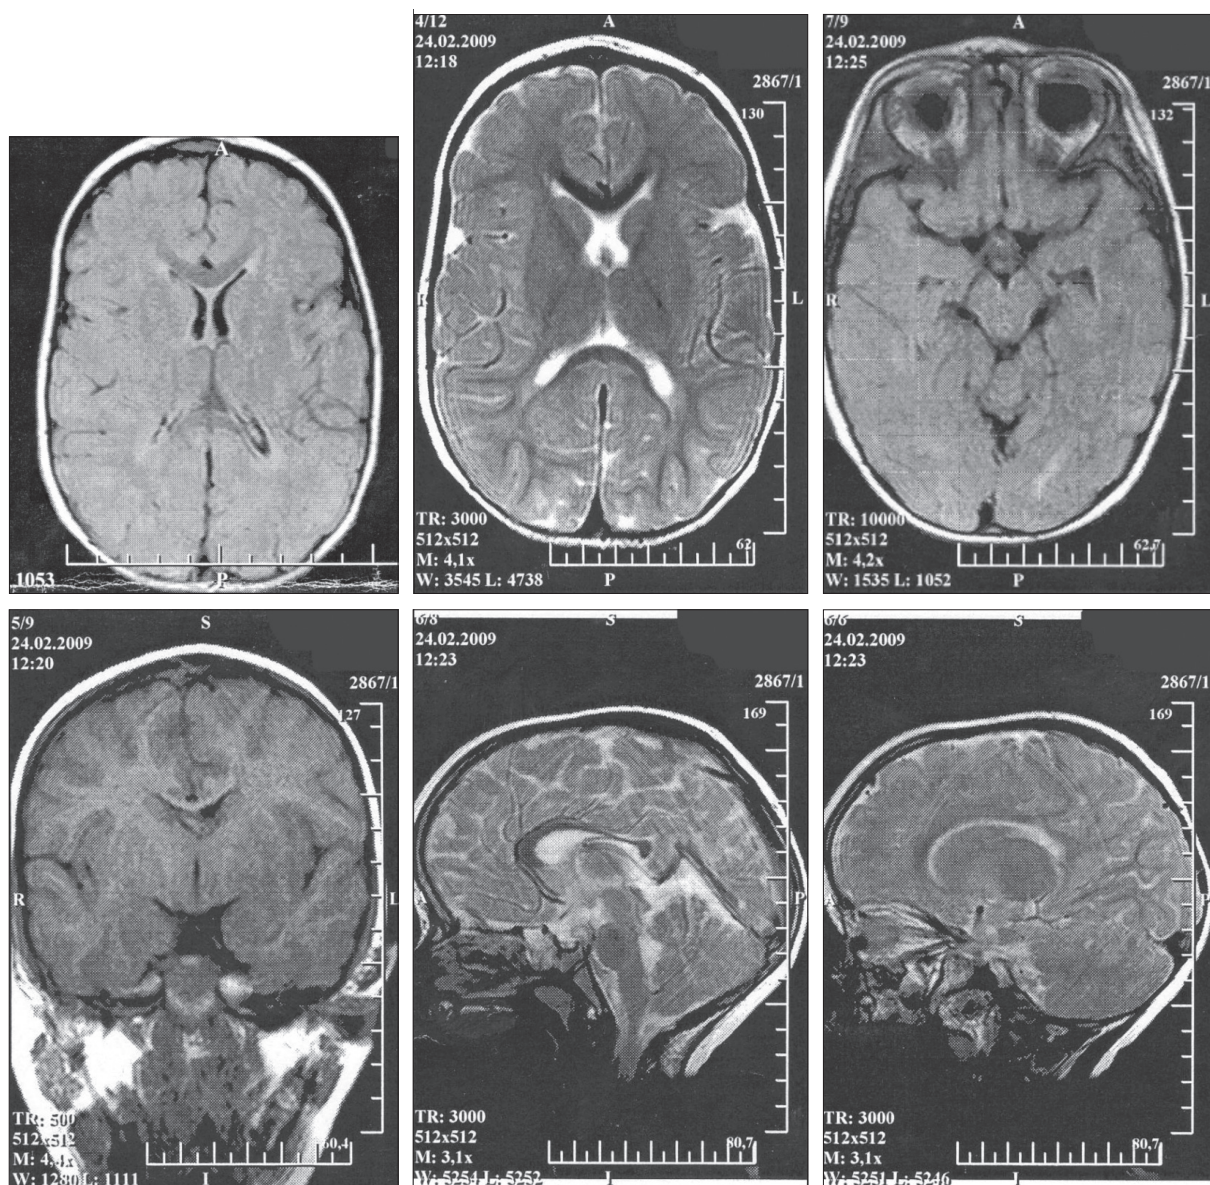 A
1053
P
4/12
24.02.2009
12:18
A
2867/1
130
R
L
TR: 3000
512x512
M: 4,1x
W: 3545 L: 4738
62
P
7/9
24.02.2009
12:25
A
2867/1
132
R
L
TR: 10000
512x512
M: 4,2x
W: 1535 L: 1052
62,7
P
5/9
24.02.2009
12:20
S
2867/1
127
R
L
TR: 500
512x512
M: 4,4x
W: 1280 L: 1111
60,4
I
6/8
24.02.2009
12:23
S
2867/1
169
A
P
TR: 3000
512x512
M: 3,1x
W: 5254 L: 5252
80,7
I
6/6
24.02.2009
12:23
S
2867/1
169
A
P
TR: 3000
512x512
M: 3,1x
W: 5251 L: 5246
80,7
I